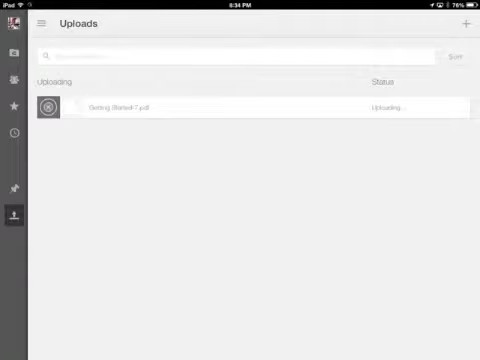 iPad 6:34 PM 76%
Uploads
Sort
Uploading Status
Getting Started-7.pdf Uploading...